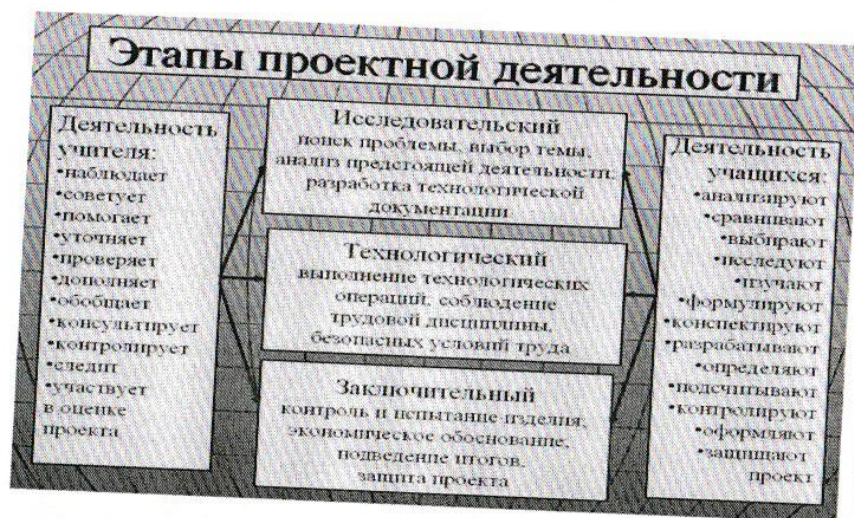 Этапы проектной деятельности
Деятельность
учителя:
•наблюдает
•советует
•помогает
•уточняет
•проверяет
•дополняет
•обобщает
•консультирует
•контролирует
•следит
•участвует
в оценке
проекта
Исследовательский
поиск проблемы, выбор темы,
анализ предстоящей деятельности,
разработка технологической
документации
Технологический
выполнение технологических
операций, соблюдение
трудовой дисциплины,
безопасных условий труда
Заключительный
контроль и испытание изделия,
экономическое обоснование,
подведение итогов,
защита проекта
Деятельность
учащихся:
•анализируют
•сравнивают
•выбирают
•исследуют
•изучают
•формулируют
•конспектируют
•разрабатывают
•определяют
•подсчитывают
•контролируют
•оформляют
•защищают
проект